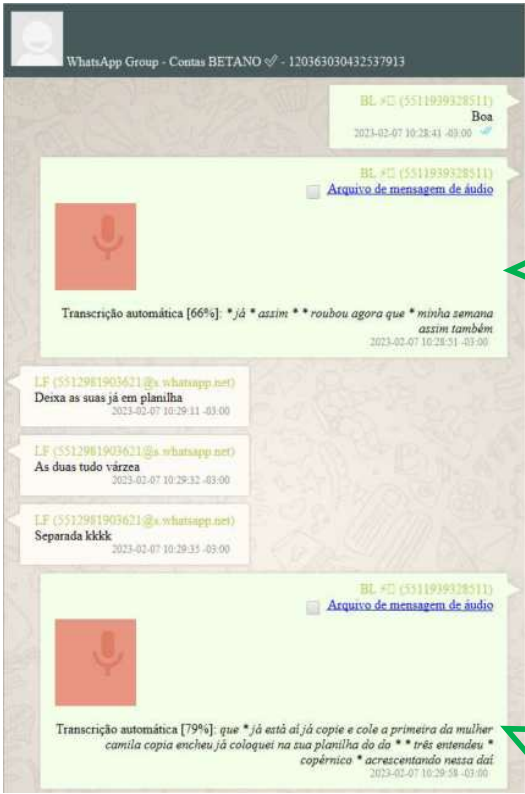 WhatsApp Group - Contas BETANO ✅ - 120363030432537913
BL ⚡ (5511939328511)
Boa
2023-02-07 10:28:41 -03:00
BL ⚡ (5511939328511)
Arquivo de mensagem de áudio
Transcrição automática [66%]: * já * assim * * roubou agora que * minha semana
assim também
2023-02-07 10:28:51 -03:00
LF (5512981903621@s.whatsapp.net)
Deixa as suas já em planilha
2023-02-07 10:29:11 -03:00
LF (5512981903621@s.whatsapp.net)
As duas tudo várzea
2023-02-07 10:29:32 -03:00
LF (5512981903621@s.whatsapp.net)
Separada kkkk
2023-02-07 10:29:35 -03:00
BL ⚡ (5511939328511)
Arquivo de mensagem de áudio
Transcrição automática [79%]: que * já está aí já copie e cole a primeira da mulher
camila copia encheu já coloquei na sua planilha do do * * três entendeu *
copérnico * acrescentando nessa daí
2023-02-07 10:29:58 -03:00